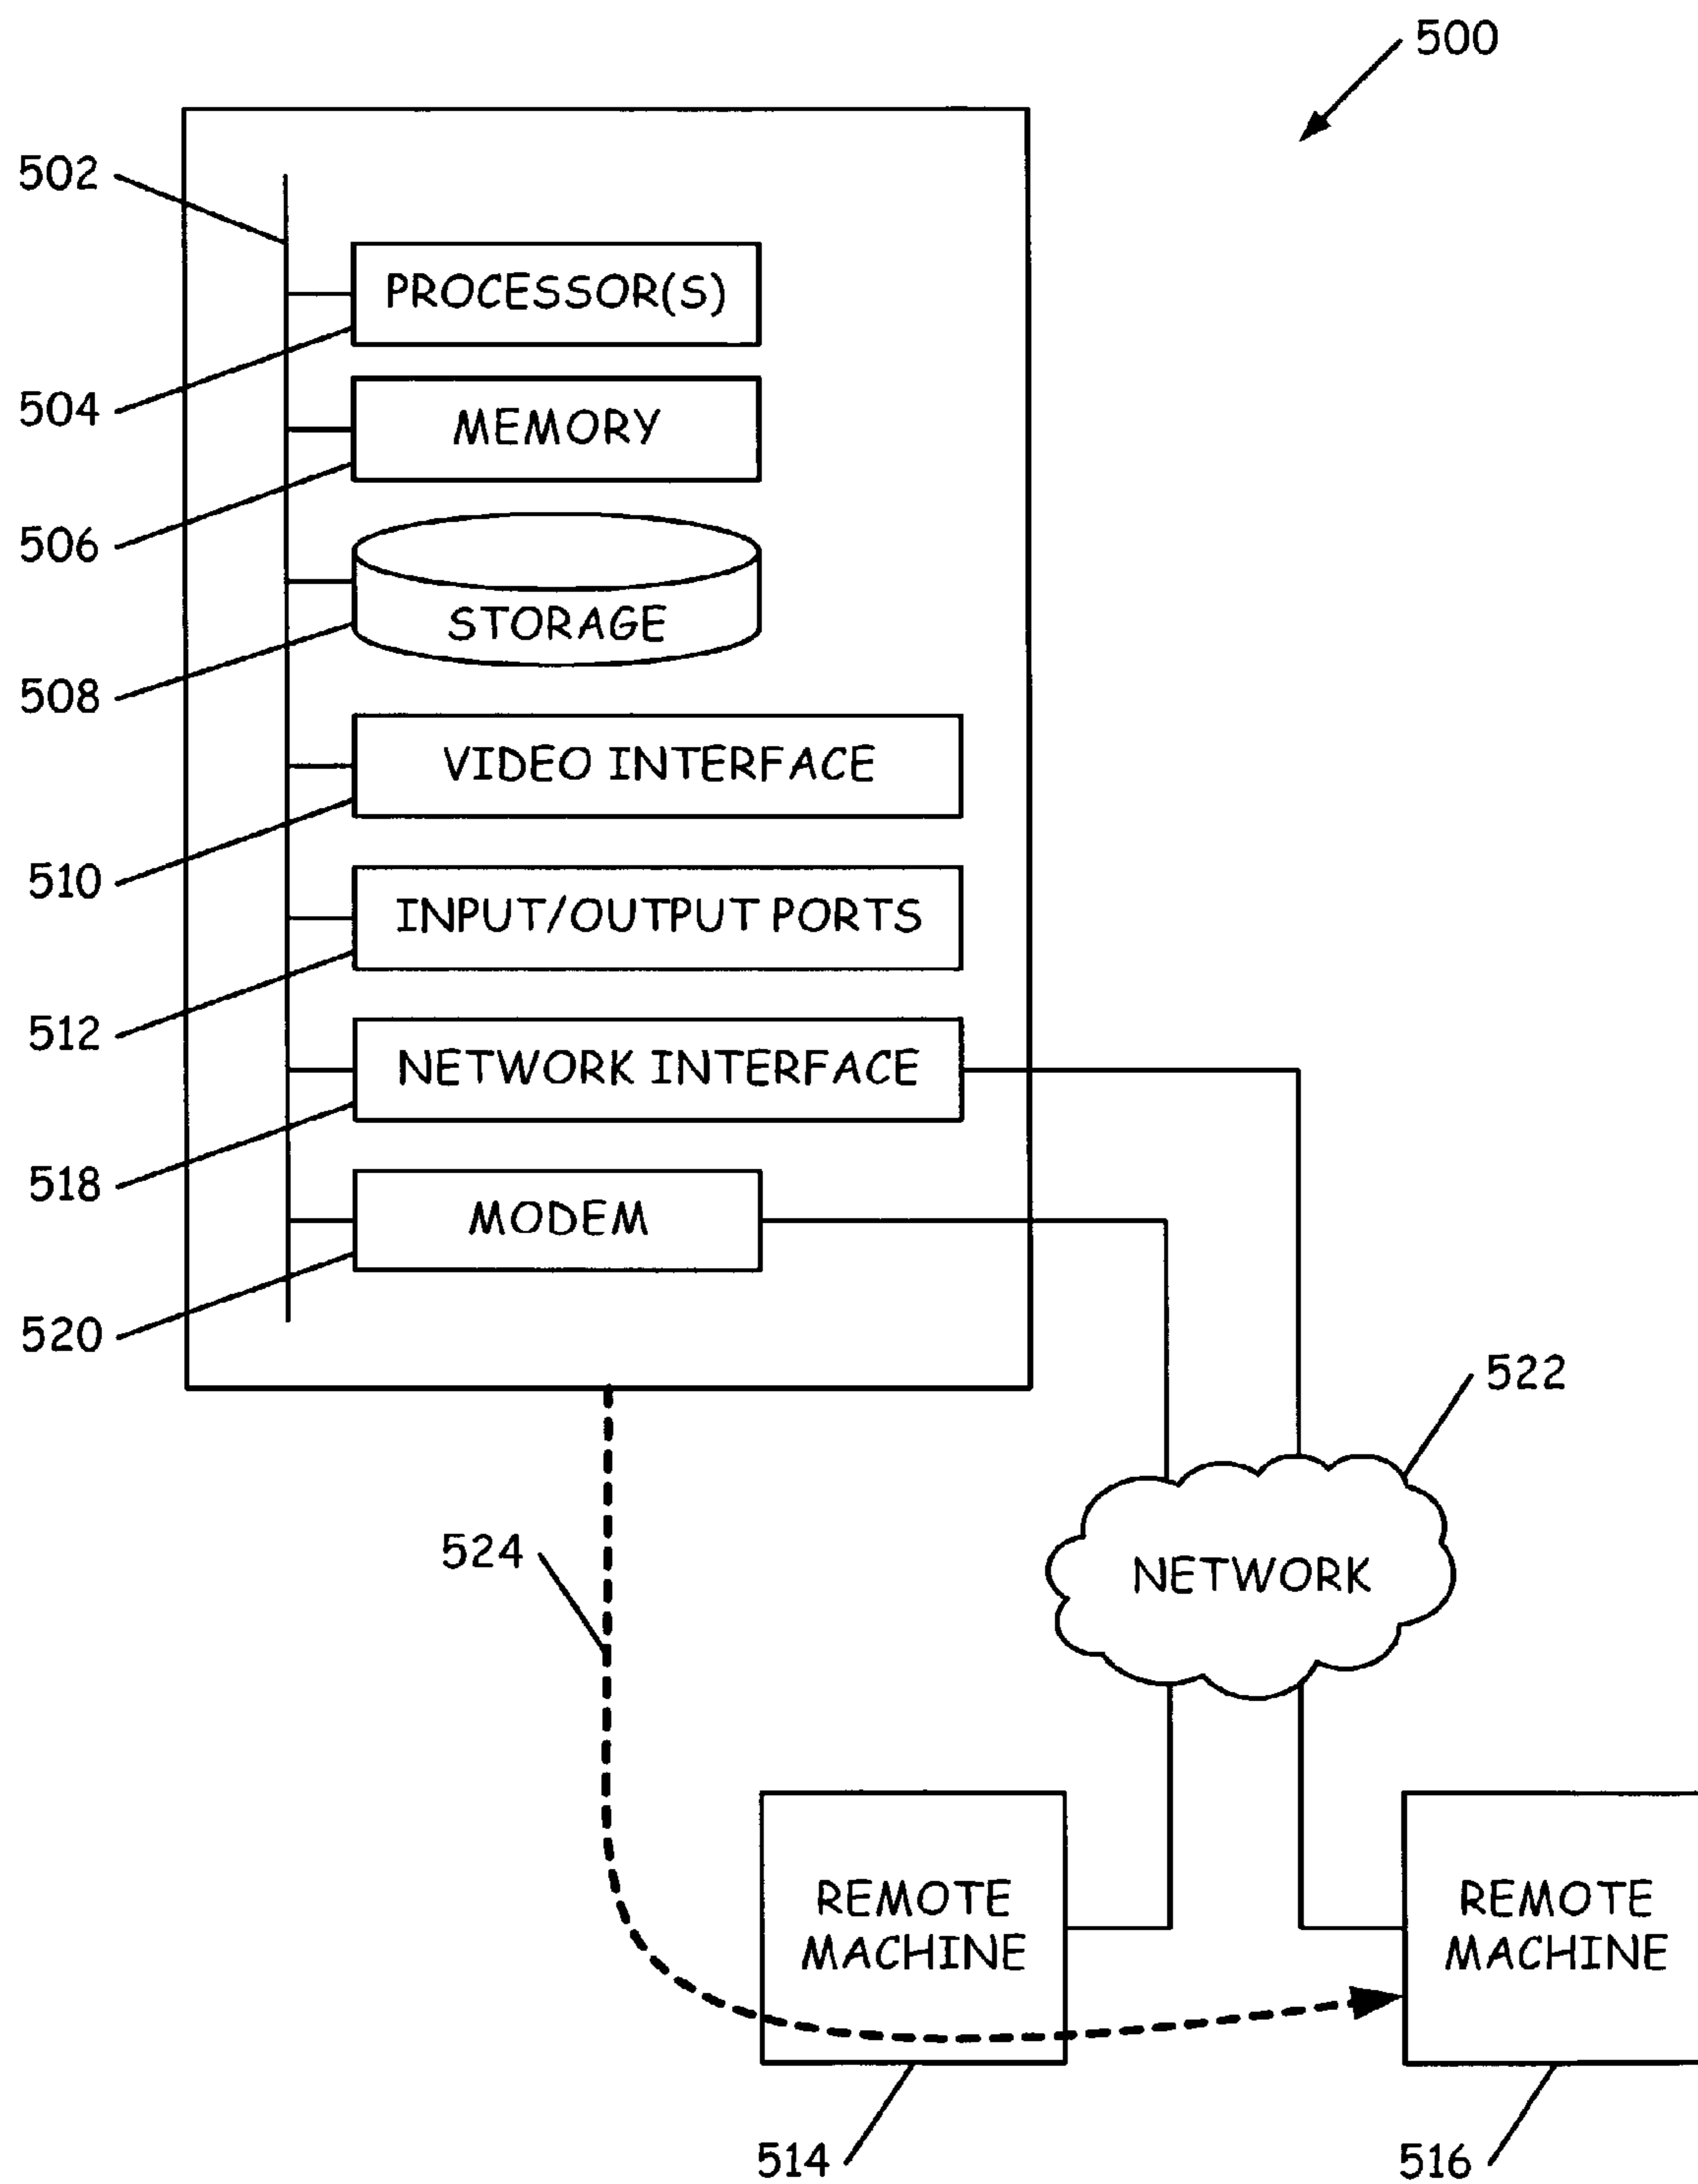 500
502
PROCESSOR(S)
504
MEMORY
506
STORAGE
508
VIDEO INTERFACE
510
INPUT/OUTPUT PORTS
512
NETWORK INTERFACE
518
MODEM
520
522
524
NETWORK
REMOTE
MACHINE
REMOTE
MACHINE
514
516